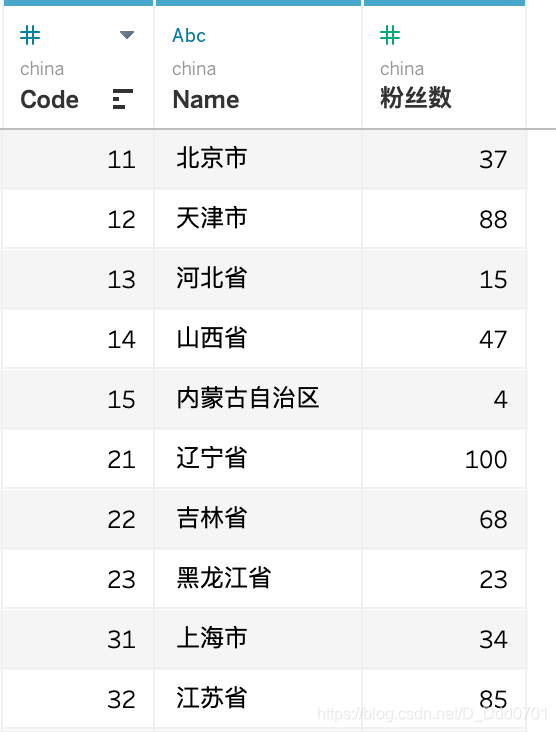 Abc
china china china
Code Name 粉丝数
11 北京市 37
12 天津市 88
13 河北省 15
14 山西省 47
15 内蒙古自治区 4
21 辽宁省 100
22 吉林省 68
23 黑龙江省 23
31 上海市 34
32 江苏省 85
https://blog.csdn.net/D_Ddd0701